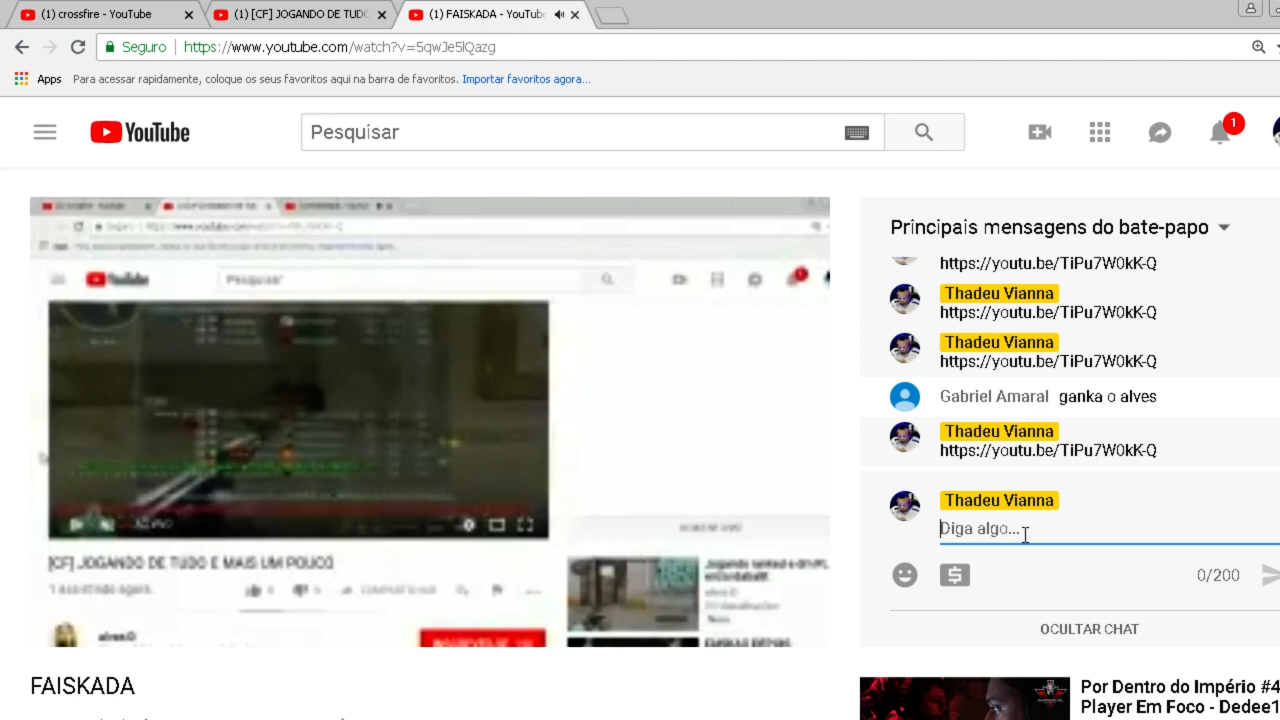 (1) crossfire - YouTube
(1) [CF] JOGANDO DE TUDO
(1) FAISKADA - YouTube
Seguro
https://www.youtube.com/watch?v=5qwJe5lQazg
Apps
Para acessar rapidamente, coloque os seus favoritos aqui na barra de favoritos. Importar favoritos agora...
YouTube
Pesquisar
1
YouTube
Pesquisar
[CF] JOGANDO DE TUDO E MAIS UM POUCO
FAISKADA
Principais mensagens do bate-papo
https://youtu.be/TiPu7W0kK-Q
Thadeu Vianna
https://youtu.be/TiPu7W0kK-Q
Thadeu Vianna
https://youtu.be/TiPu7W0kK-Q
Gabriel Amaral ganka o alves
Thadeu Vianna
https://youtu.be/TiPu7W0kK-Q
Thadeu Vianna
Diga algo...
0/200
OCULTAR CHAT
Por Dentro do Império #4
Player Em Foco - Dedee1